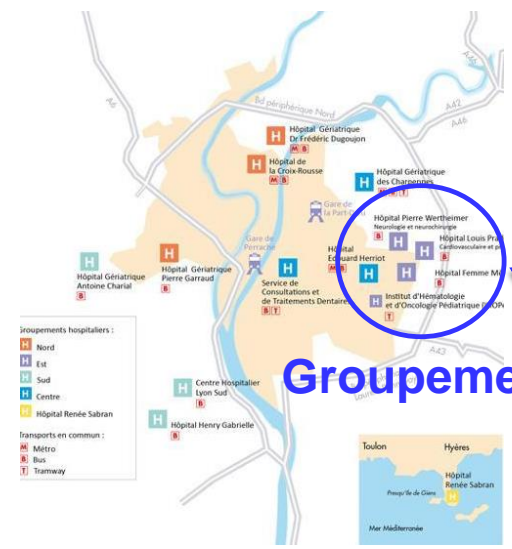 A46
A6
Bd périphérique Nord
A42
A46
H Hôpital Gériatrique
Dr Frédéric Dugoujon
M B
H Hôpital de
la Croix-Rousse
M B
H Hôpital Gériatrique
des Charpennes
Gare de
la Part-Dieu
Hôpital Pierre Wertheimer
Neurologie et neurochirurgie
B
H
Hôpital Louis Pra
Cardiovasculaire et p
H
B
Gare de
Perrache
Hôpital
Edouard Herriot
M B
H
H
Hôpital Femme Mè
B
H
Hôpital Gériatrique
Antoine Charial
B
H
Hôpital Gériatrique
Pierre Garraud
B
H
Service de
Consultations et
de Traitements Dentaires
B T
H Institut d'Hématologie
et d'Oncologie Pédiatrique (IHOP
T
A43
Groupeme
Groupements hospitaliers :
H Nord
H Est
H Sud
H Centre
H Hôpital Renée Sabran
Transports en commun :
M Métro
B Bus
T Tramway
H Centre Hospitalier
Lyon Sud
B
H Hôpital Henry Gabrielle
B
Toulon Hyères
Hôpital
Renée Sabran
H
Presqu'île de Giens
Mer Méditerranée